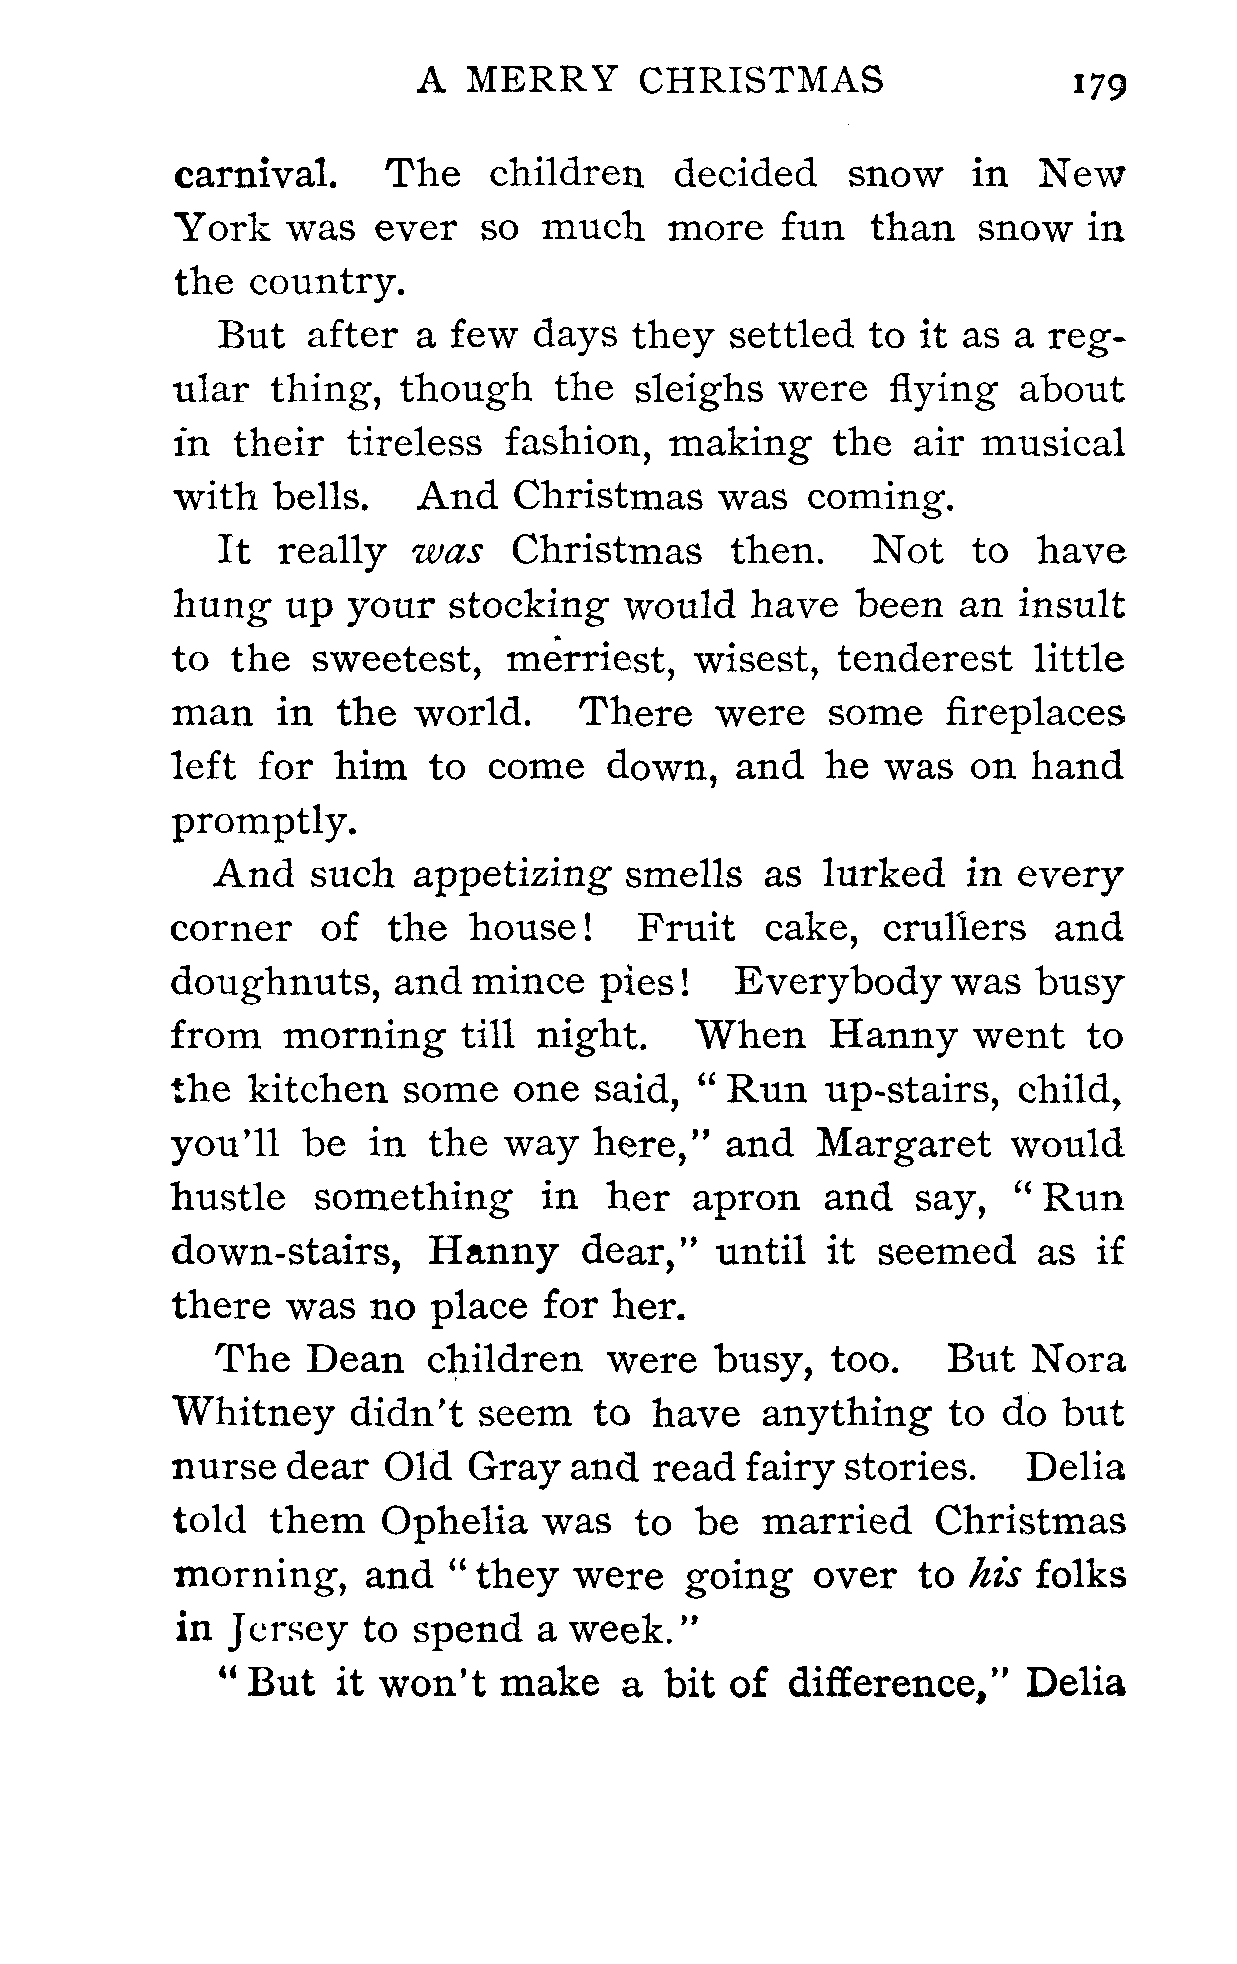 A MERRY CHRISTMAS 179
carnival. The children decided snow in New
York was ever so much more fun than snow in
the country.
But after a few days they settled to it as a reg-
ular thing, though the sleighs were flying about
in their tireless fashion, making the air musical
with bells. And Christmas was coming.
It really was Christmas then. Not to have
hung up your stocking would have been an insult
to the sweetest, merriest, wisest, tenderest little
man in the world. There were some fireplaces
left for him to come down, and he was on hand
promptly.
And such appetizing smells as lurked in every
corner of the house! Fruit cake, crullers and
doughnuts, and mince pies! Everybody was busy
from morning till night. When Hanny went to
the kitchen some one said, "Run up-stairs, child,
you'll be in the way here," and Margaret would
hustle something in her apron and say, "Run
down-stairs, Hanny dear," until it seemed as if
there was no place for her.
The Dean children were busy, too. But Nora
Whitney didn't seem to have anything to do but
nurse dear Old Gray and read fairy stories. Delia
told them Ophelia was to be married Christmas
morning, and "they were going over to his folks
in Jersey to spend a week."
"But it won't make a bit of difference," Delia